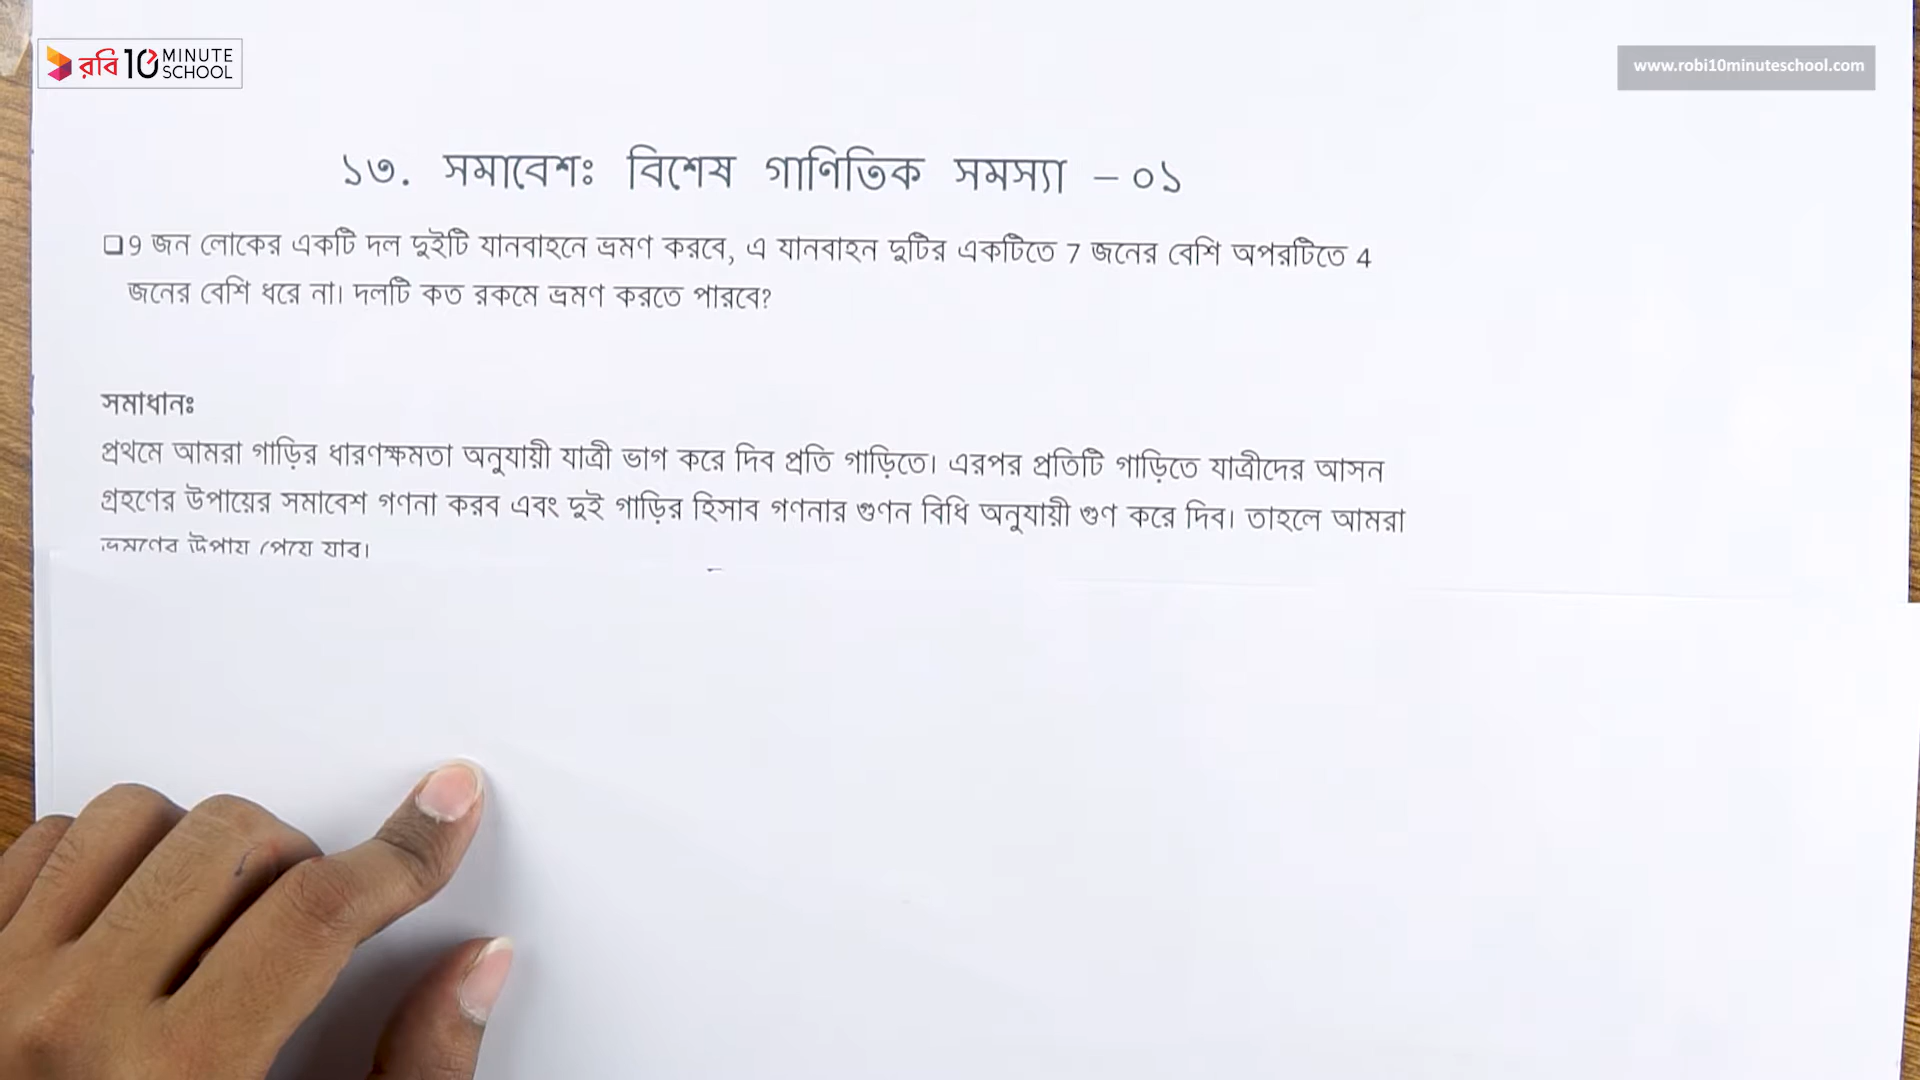 রবি 10 MINUTE SCHOOL
www.robi10minuteschool.com
১৩. সমাবেশঃ বিশেষ গাণিতিক সমস্যা – ০১
❑9 জন লোকের একটি দল দুইটি যানবাহনে ভ্রমণ করবে, এ যানবাহন দুটির একটিতে 7 জনের বেশি অপরটিতে 4
জনের বেশি ধরে না। দলটি কত রকমে ভ্রমণ করতে পারবে?
সমাধানঃ
প্রথমে আমরা গাড়ির ধারণক্ষমতা অনুযায়ী যাত্রী ভাগ করে দিব প্রতি গাড়িতে। এরপর প্রতিটি গাড়িতে যাত্রীদের আসন
গ্রহণের উপায়ের সমাবেশ গণনা করব এবং দুই গাড়ির হিসাব গণনার গুণন বিধি অনুযায়ী গুণ করে দিব। তাহলে আমরা
ভ্রমণের উপায় পেয়ে যাব।